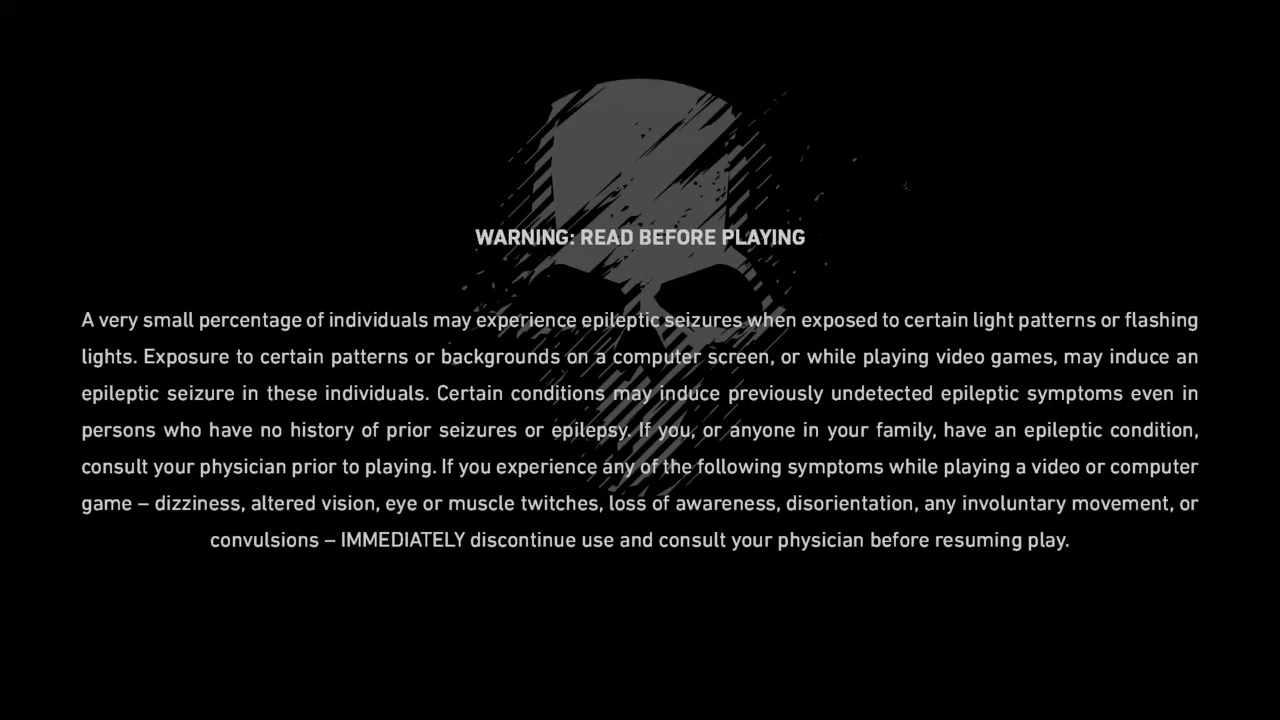 WARNING: READ BEFORE PLAYING
A very small percentage of individuals may experience epileptic seizures when exposed to certain light patterns or flashing
lights. Exposure to certain patterns or backgrounds on a computer screen, or while playing video games, may induce an
epileptic seizure in these individuals. Certain conditions may induce previously undetected epileptic symptoms even in
persons who have no history of prior seizures or epilepsy. If you, or anyone in your family, have an epileptic condition,
consult your physician prior to playing. If you experience any of the following symptoms while playing a video or computer
game – dizziness, altered vision, eye or muscle twitches, loss of awareness, disorientation, any involuntary movement, or
convulsions – IMMEDIATELY discontinue use and consult your physician before resuming play.